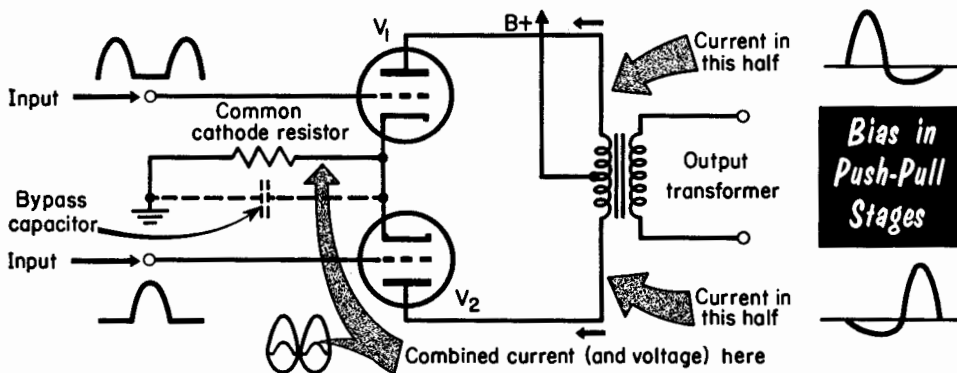 V1
B+
Current in
this half
Input
Common
cathode resistor
Bias in
Push-Pull
Stages
Output
transformer
Bypass
capacitor
Input
V2
Current in
this half
Combined current (and voltage) here